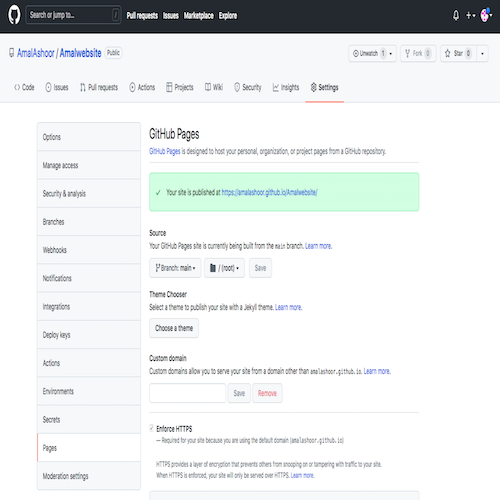 Search or jump to... /
Pull requests Issues Marketplace Explore
AmalAshoor / Amalwebsite Public
Unwatch 1 Fork 0 Star 0
Code Issues Pull requests Actions Projects Wiki Security Insights Settings
Options
Manage access
Security & analysis
Branches
Webhooks
Notifications
Integrations
Deploy keys
Actions
Environments
Secrets
Pages
Moderation settings
GitHub Pages
GitHub Pages is designed to host your personal, organization, or project pages from a GitHub repository.
✓ Your site is published at https://amalashoor.github.io/Amalwebsite/
Source
Your GitHub Pages site is currently being built from the main branch. Learn more.
Branch: main / (root) Save
Theme Chooser
Select a theme to publish your site with a Jekyll theme. Learn more.
Choose a theme
Custom domain
Custom domains allow you to serve your site from a domain other than amalashoor.github.io. Learn more.
Save Remove
Enforce HTTPS
— Required for your site because you are using the default domain (amalashoor.github.io)
HTTPS provides a layer of encryption that prevents others from snooping on or tampering with traffic to your site.
When HTTPS is enforced, your site will only be served over HTTPS. Learn more.